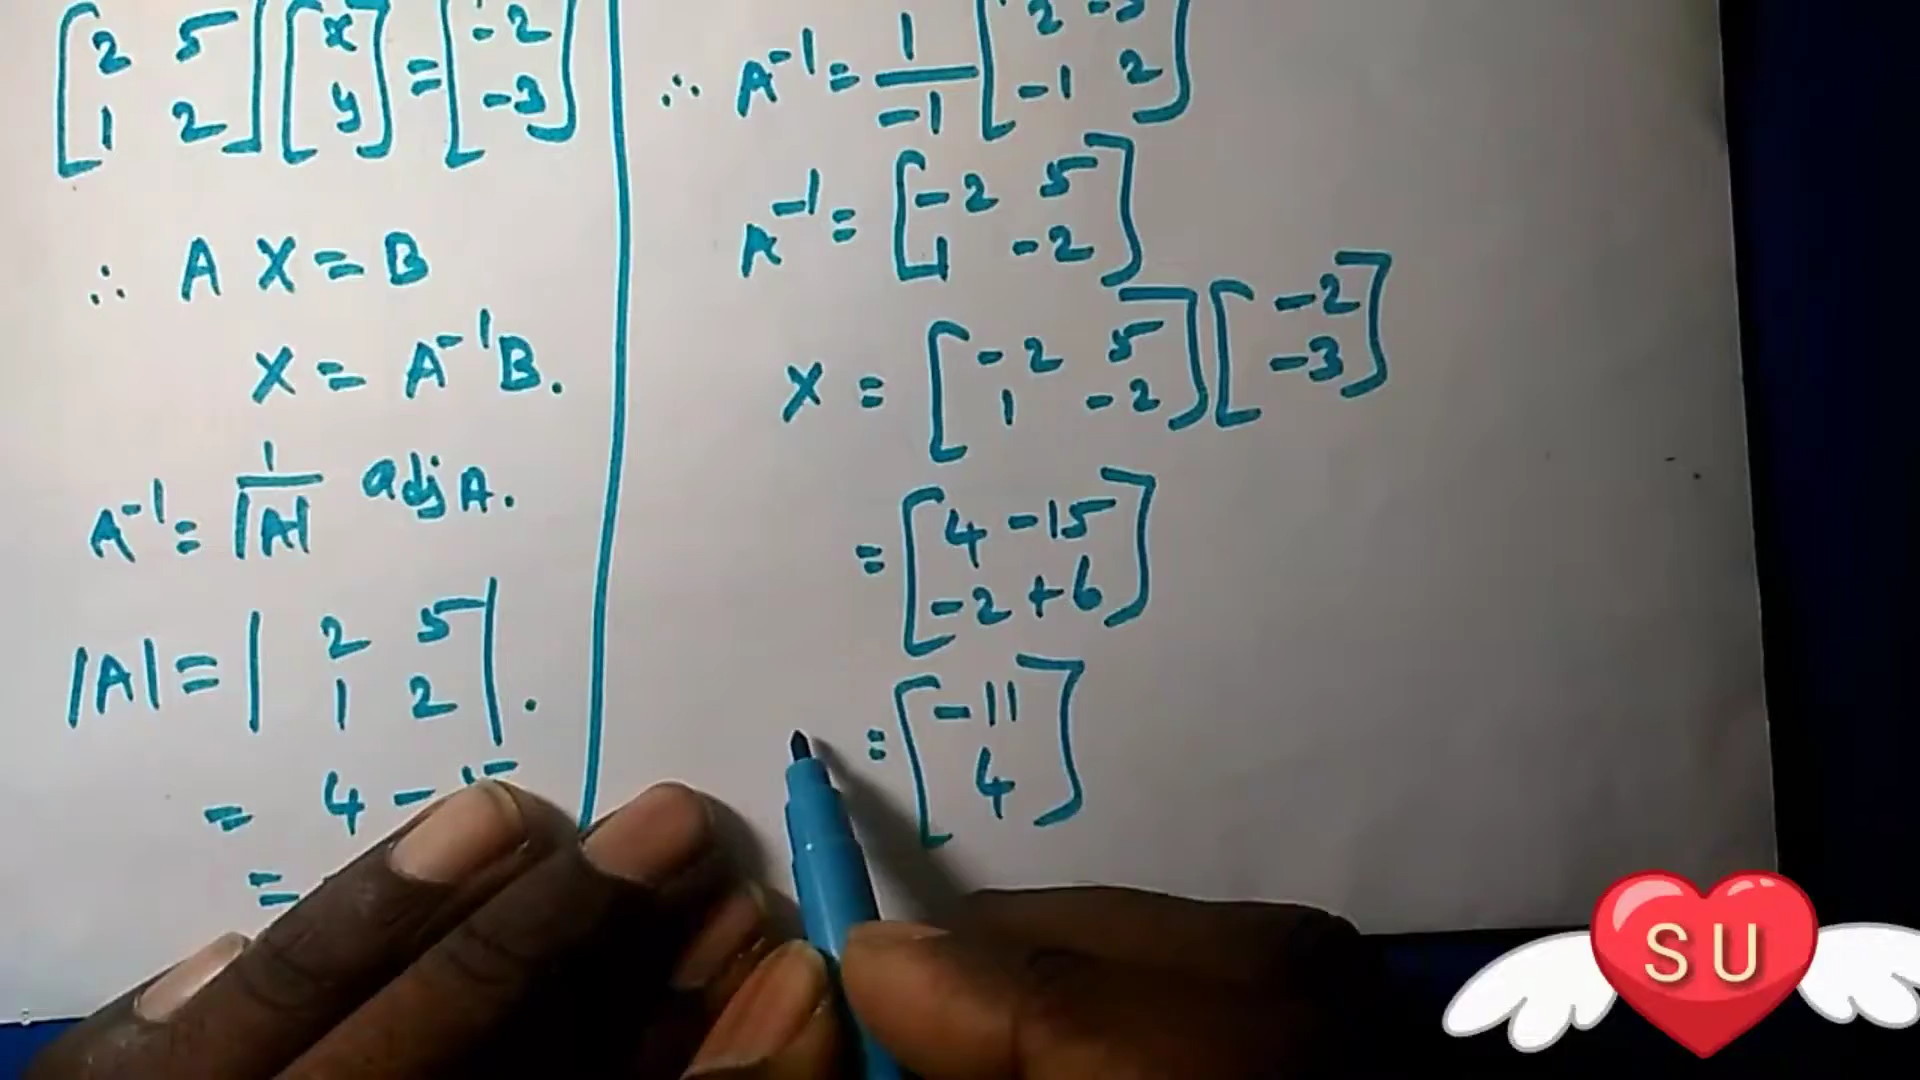 [2 5
1 2] [x
y] = [-2
-3]
∴ A X = B
X = A⁻¹B.
A⁻¹ = 1/|A| adj A.
|A| = |2 5
1 2|.
= 4 -
=
∴ A⁻¹ = 1/-1 [2 -5
-1 2]
A⁻¹ = [-2 5
1 -2]
X = [-2 5
1 -2] [-2
-3]
= [4 -15
-2 + 6]
= [-11
4]
SU